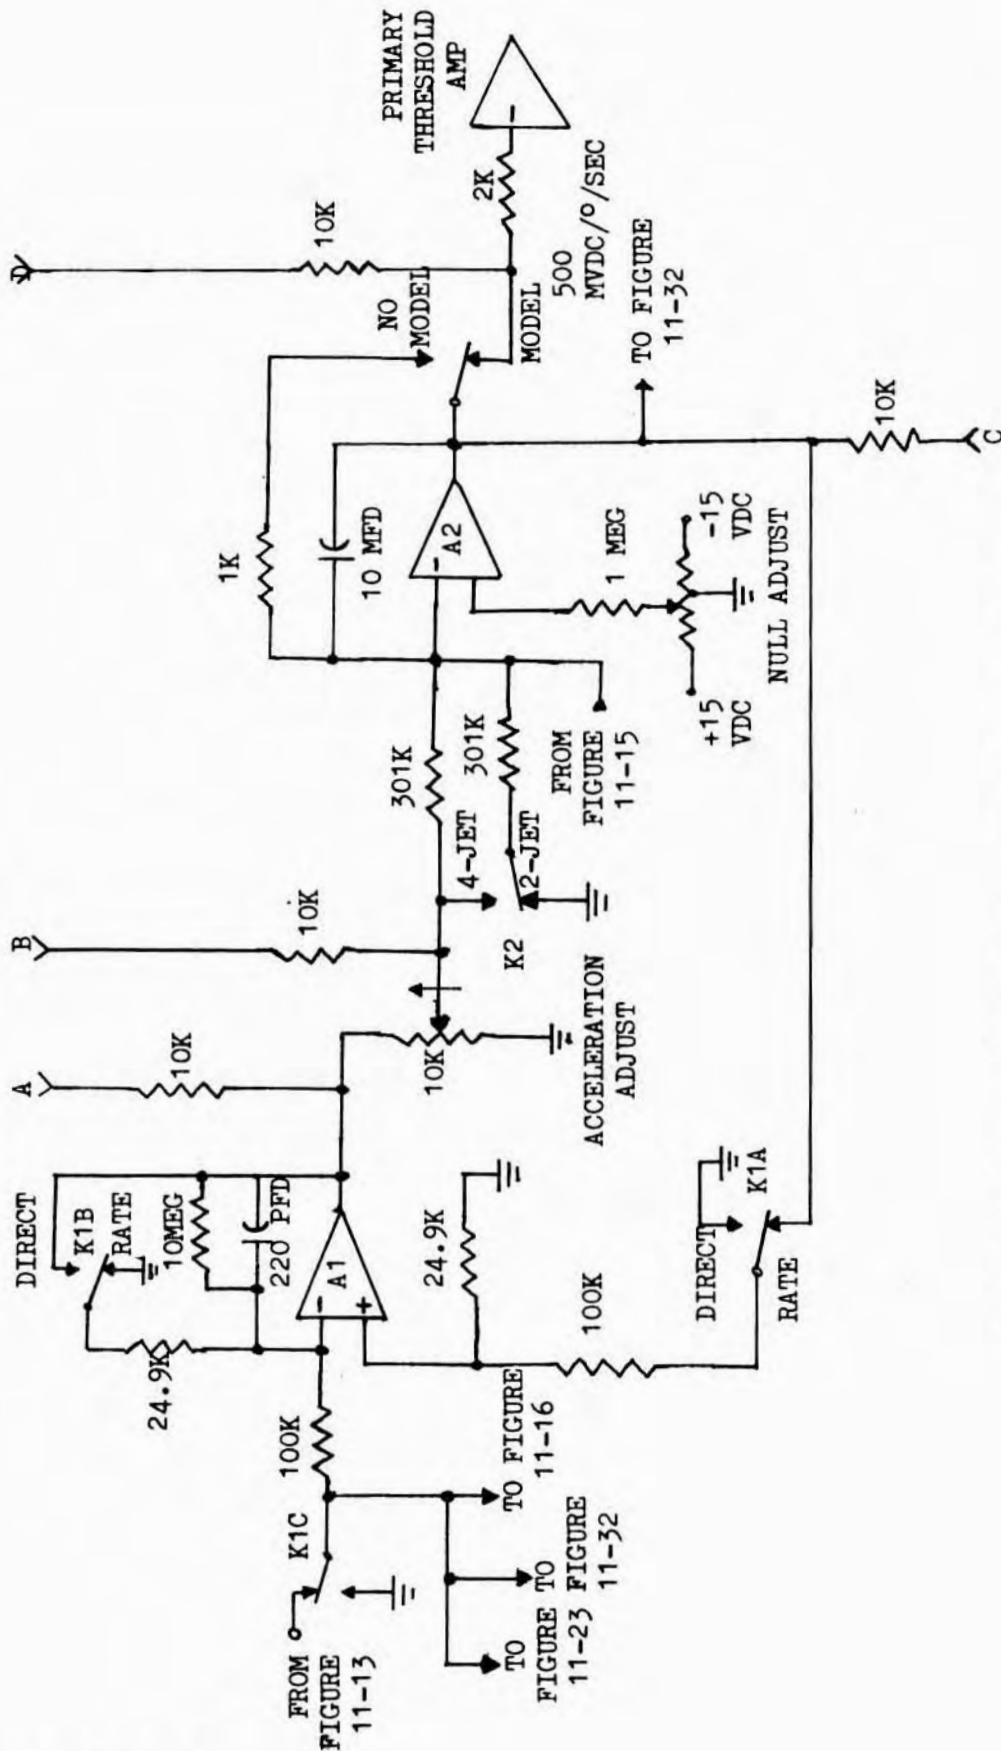 A
B
D
DIRECT
K1B
RATE
10MEG
220 PFD
24.9K
10K
10K
1K
10 MFD
NO
MODEL
10K
PRIMARY
THRESHOLD
AMP
FROM
FIGURE
11-13
K1C
100K
-
+
A1
10K
4-JET
301K
301K
2-JET
K2
-
A2
MODEL
2K
-
500
MVDC/°/SEC
TO
FIGURE
11-23
TO
FIGURE
11-32
TO FIGURE
11-16
24.9K
100K
ACCELERATION
ADJUST
FROM
FIGURE
11-15
1 MEG
+15
VDC
-15
VDC
NULL ADJUST
TO FIGURE
11-32
DIRECT
K1A
RATE
10K
C